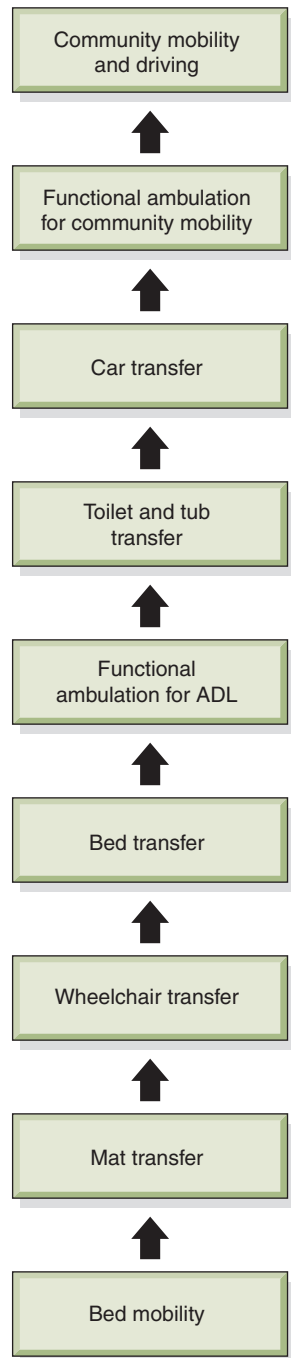 Community mobility
and driving
Functional ambulation
for community mobility
Car transfer
Toilet and tub
transfer
Functional
ambulation for ADL
Bed transfer
Wheelchair transfer
Mat transfer
Bed mobility